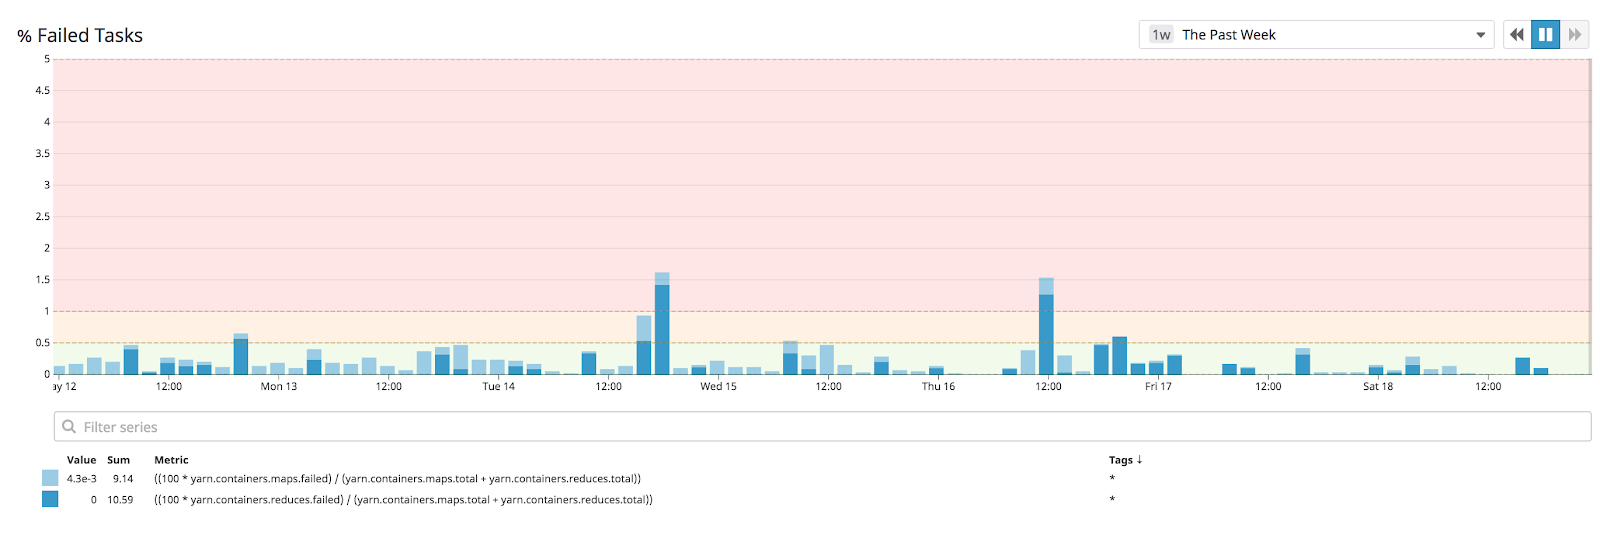 % Failed Tasks
1w The Past Week
5
4.5
4
3.5
3
2.5
2
1.5
1
0.5
0
ay 12 12:00 Mon 13 12:00 Tue 14 12:00 Wed 15 12:00 Thu 16 12:00 Fri 17 12:00 Sat 18 12:00
Filter series
Value Sum Metric Tags ↓
4.3e-3 9.14 ((100 * yarn.containers.maps.failed) / (yarn.containers.maps.total + yarn.containers.reduces.total)) *
0 10.59 ((100 * yarn.containers.reduces.failed) / (yarn.containers.maps.total + yarn.containers.reduces.total)) *